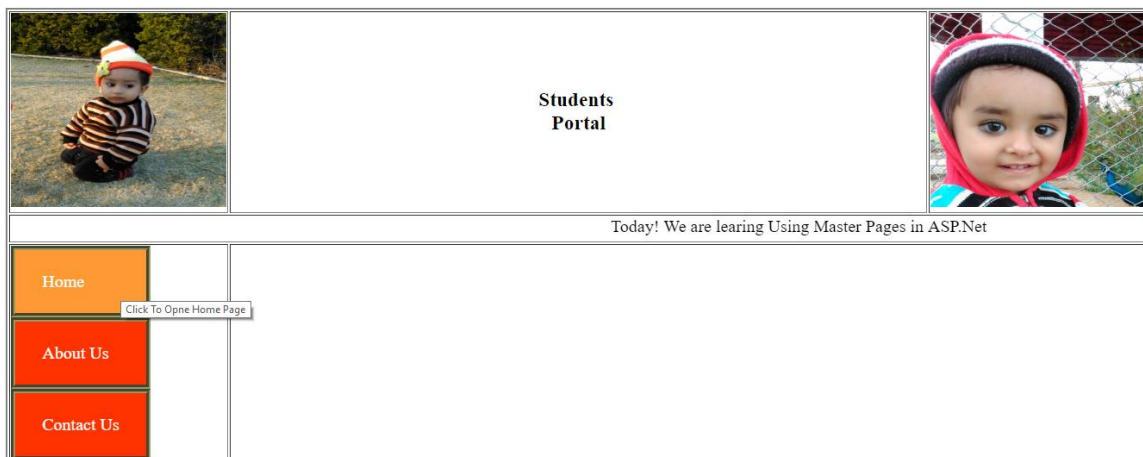 Students
Portal
Today! We are learing Using Master Pages in ASP.Net
Home
Click To Opne Home Page
About Us
Contact Us